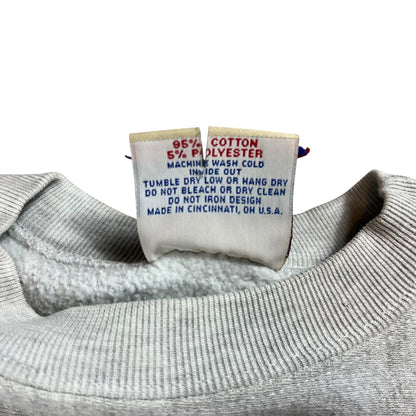 95% COTTON
5% POLYESTER
MACHINE WASH COLD
INSIDE OUT
TUMBLE DRY LOW OR HANG DRY
DO NOT BLEACH OR DRY CLEAN
DO NOT IRON DESIGN
MADE IN CINCINNATI, OH U.S.A.